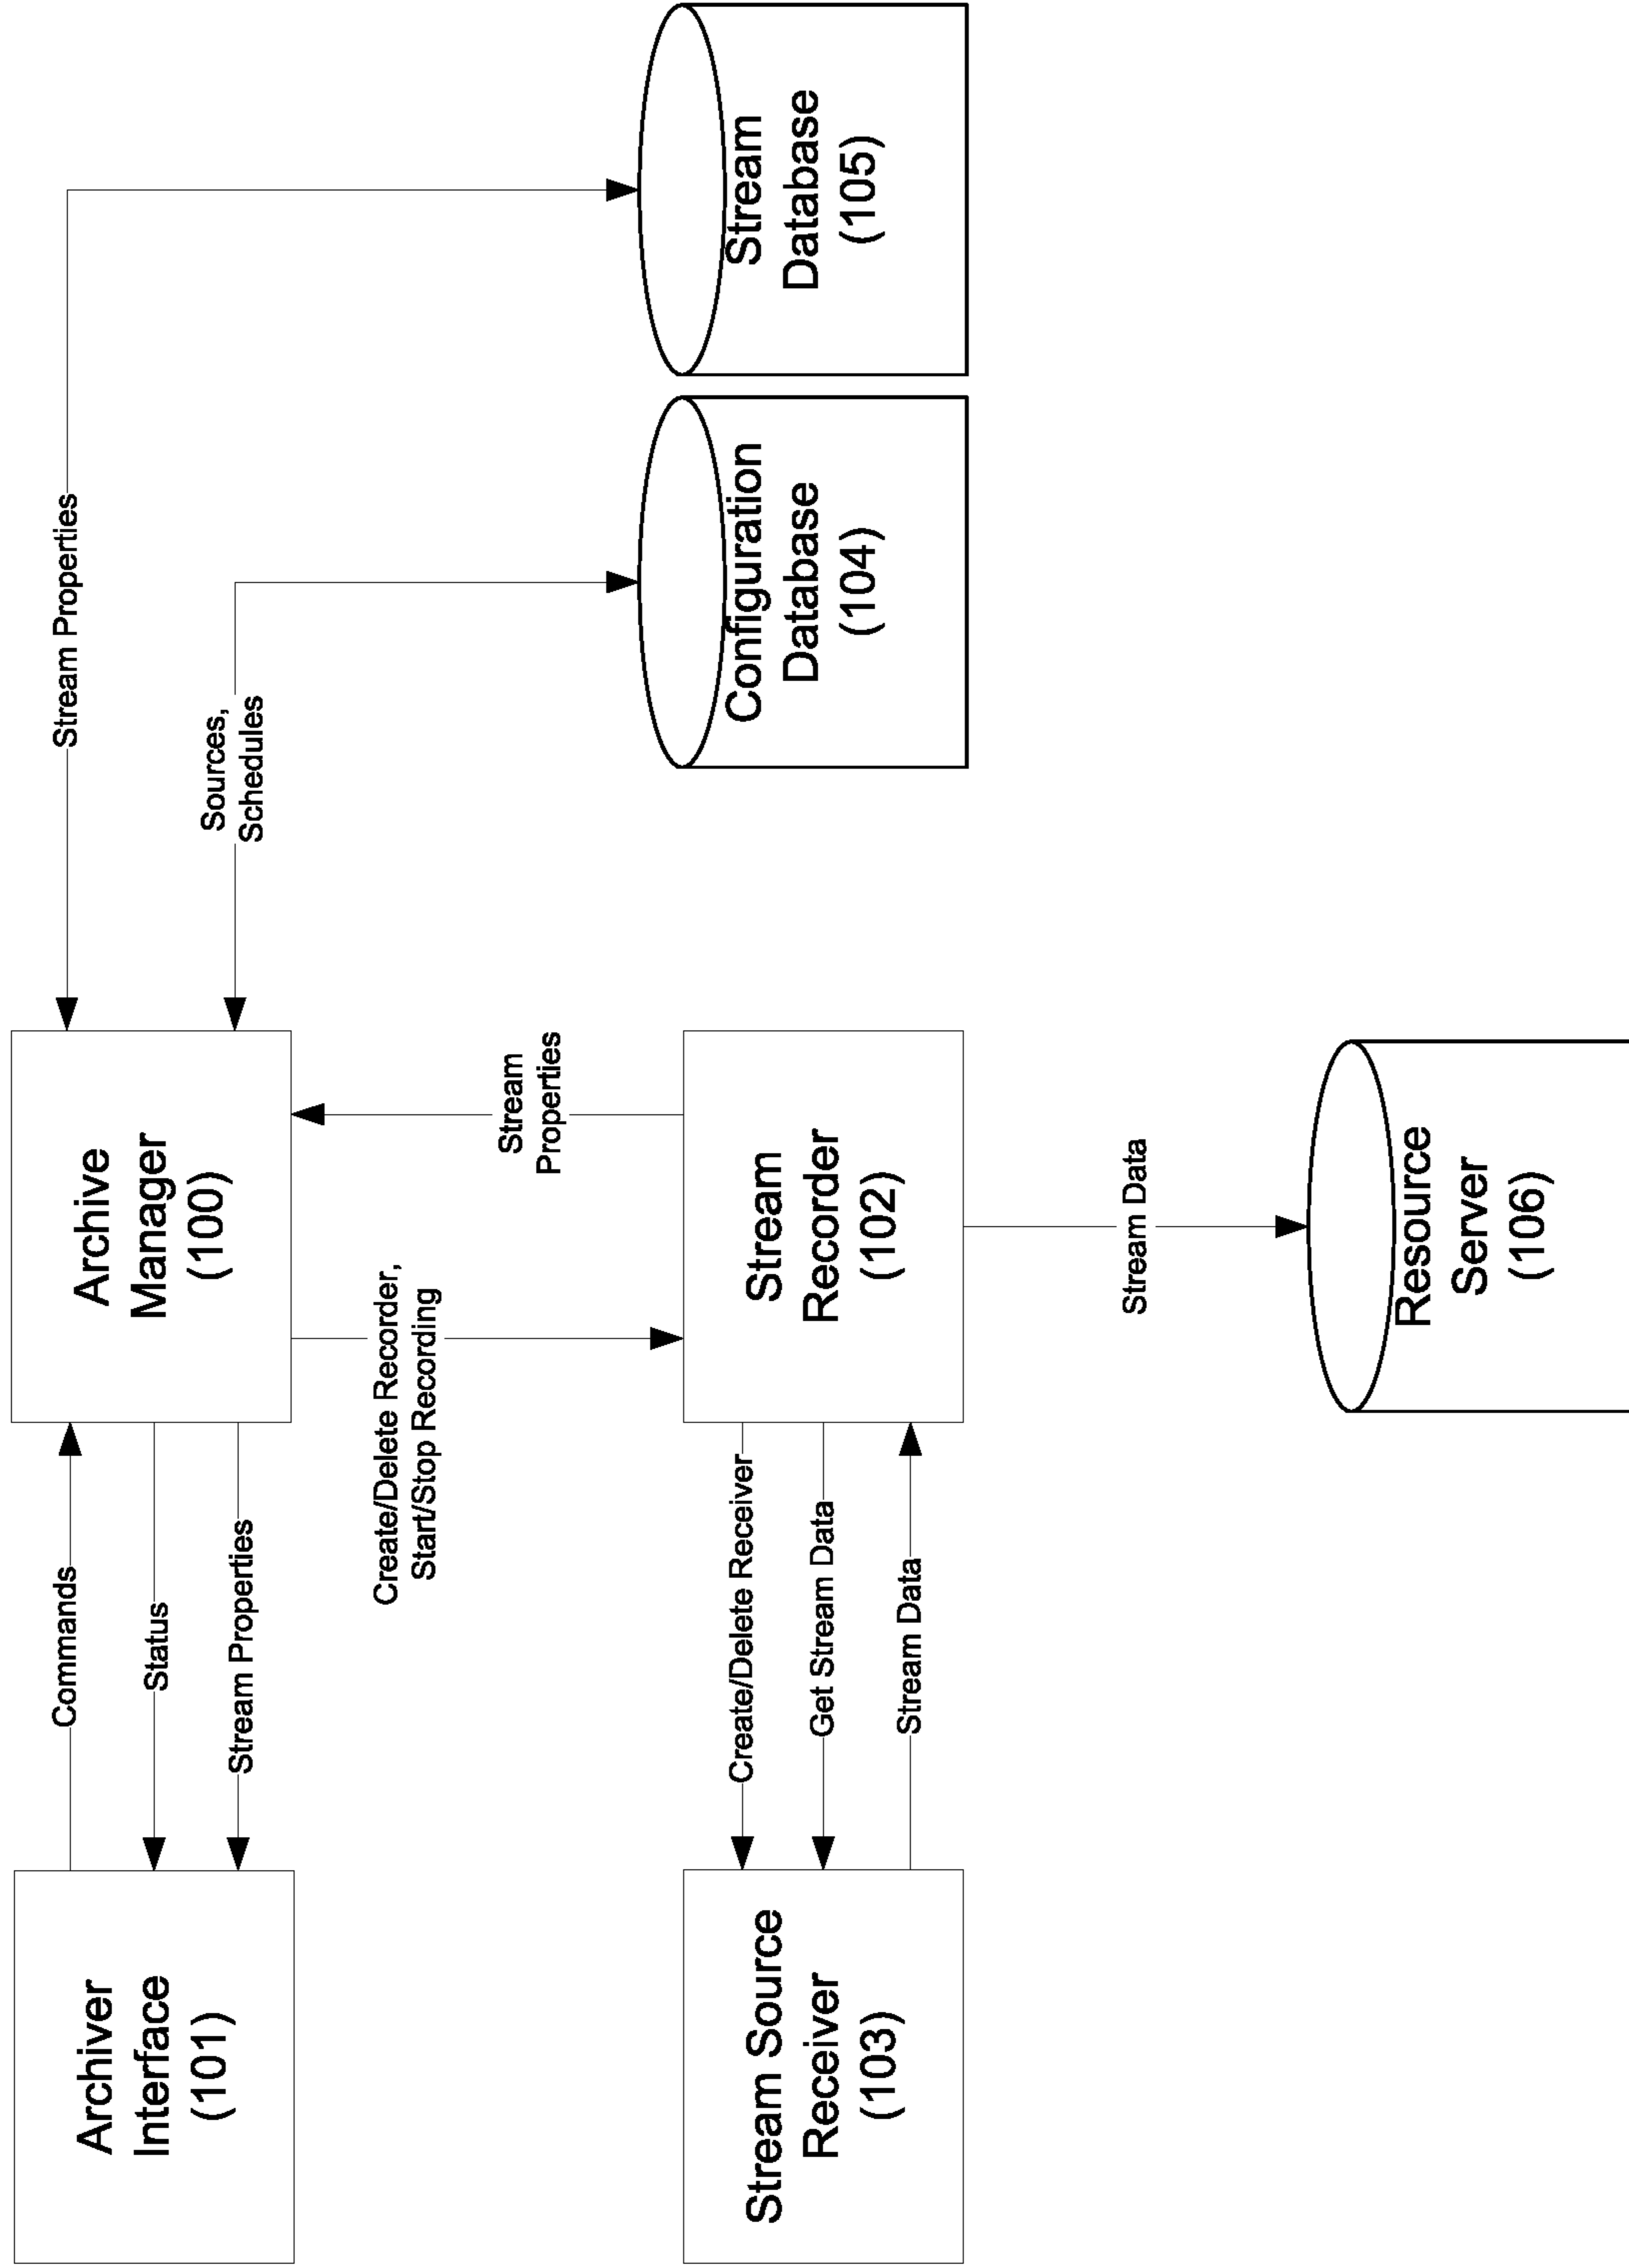 Archiver
Interface
(101)
Commands
Status
Stream Properties
Archive
Manager
(100)
Stream Properties
Sources,
Schedules
Create/Delete Recorder,
Start/Stop Recording
Stream
Properties
Stream Source
Receiver
(103)
Create/Delete Receiver
Get Stream Data
Stream Data
Stream
Recorder
(102)
Configuration
Database
(104)
Stream
Database
(105)
Stream Data
Resource
Server
(106)